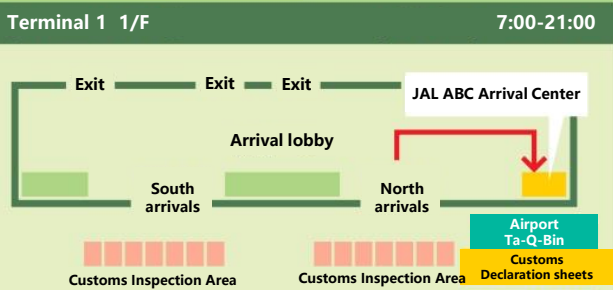 Terminal 1 1/F
7:00-21:00
Exit
Exit
Exit
JAL ABC Arrival Center
Arrival lobby
South
arrivals
North
arrivals
Airport
Ta-Q-Bin
Customs
Declaration sheets
Customs Inspection Area
Customs Inspection Area